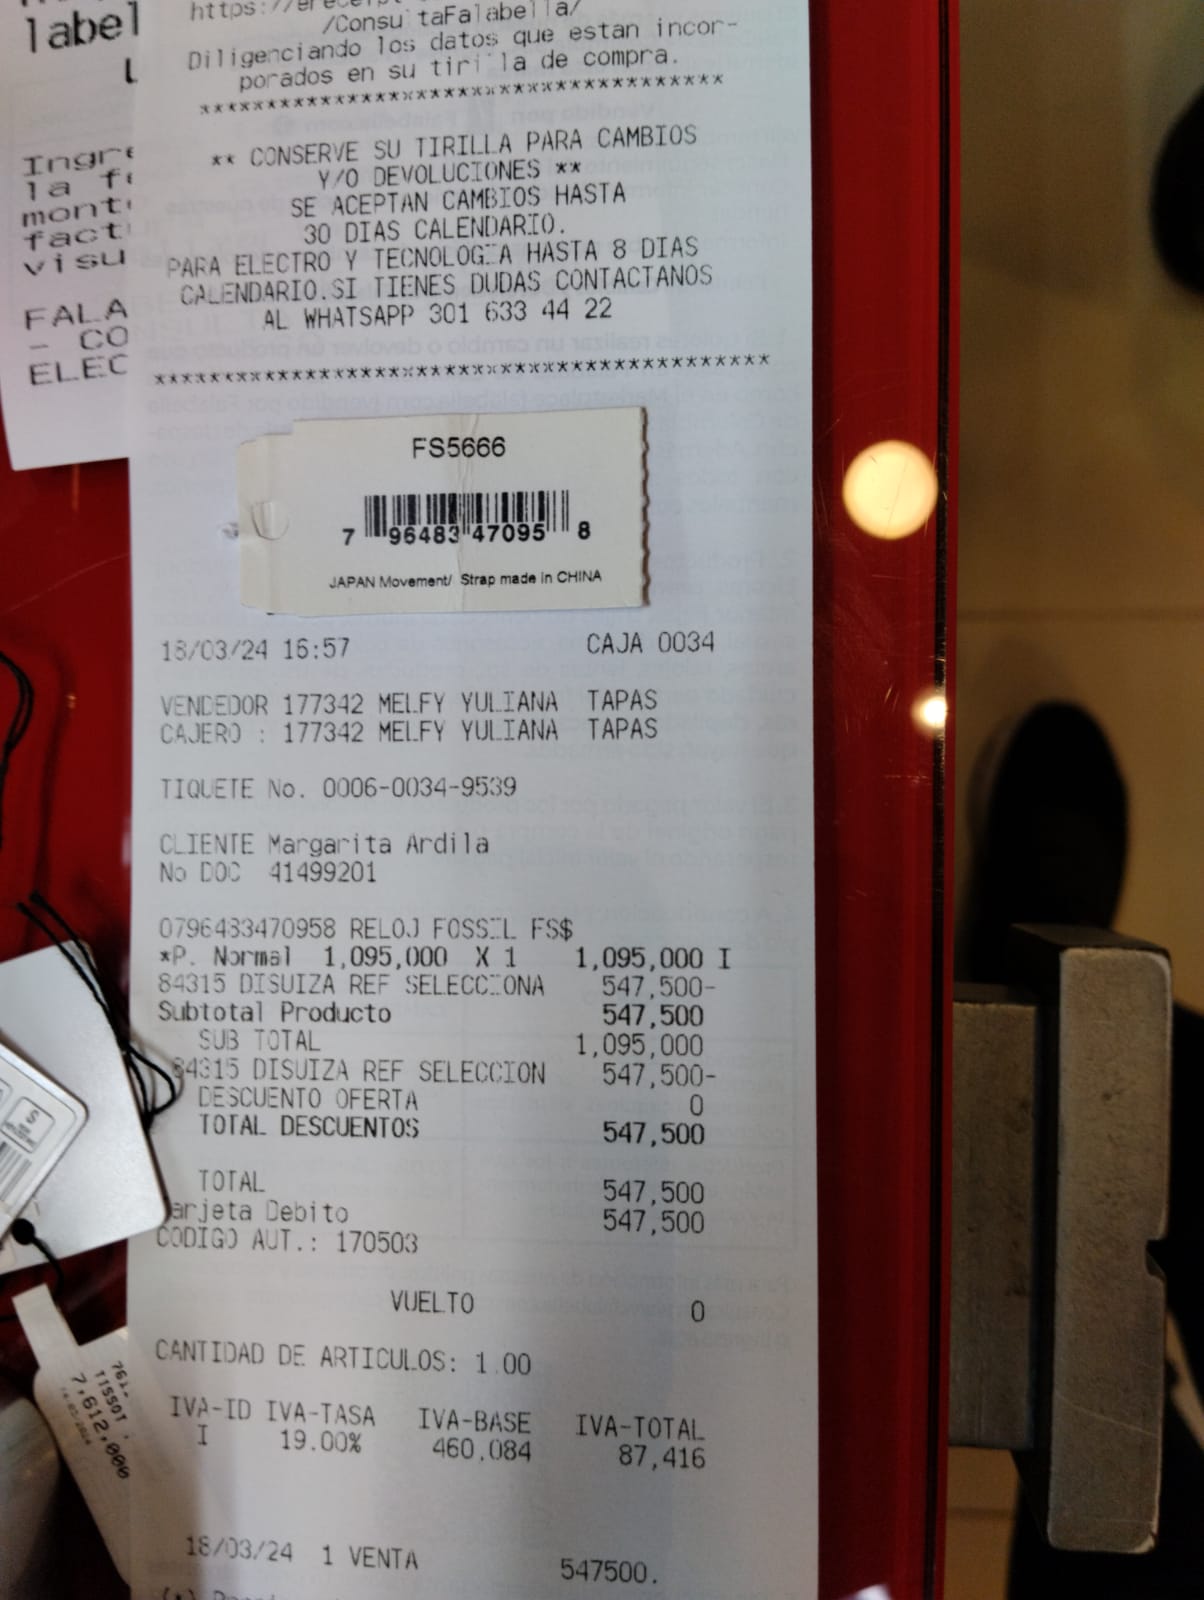 label
https://erecei
/ConsultaFalabella/
Diligenciando los datos que estan incor-
porados en su tirilla de compra.
******************************************
** CONSERVE SU TIRILLA PARA CAMBIOS
Y/O DEVOLUCIONES **
SE ACEPTAN CAMBIOS HASTA
30 DIAS CALENDARIO.
PARA ELECTRO Y TECNOLOGIA HASTA 8 DIAS
CALENDARIO.SI TIENES DUDAS CONTACTANOS
AL WHATSAPP 301 633 44 22
******************************************
Ingre
la f
mont
fact
visu
FALA
- CO
ELEC
FS5666
7 96483 47095 8
JAPAN Movement/ Strap made in CHINA
18/03/24 16:57 CAJA 0034
VENDEDOR 177342 MELFY YULIANA TAPAS
CAJERO : 177342 MELFY YULIANA TAPAS
TIQUETE No. 0006-0034-9539
CLIENTE Margarita Ardila
No DOC 41499201
0796483470958 RELOJ FOSSIL FS$
*P. Normal 1,095,000 X 1 1,095,000 I
84315 DISUIZA REF SELECCIONA 547,500-
Subtotal Producto 547,500
SUB TOTAL 1,095,000
84315 DISUIZA REF SELECCION 547,500-
DESCUENTO OFERTA 0
TOTAL DESCUENTOS 547,500
TOTAL 547,500
arjeta Debito 547,500
CODIGO AUT.: 170503
VUELTO 0
CANTIDAD DE ARTICULOS: 1.00
IVA-ID IVA-TASA IVA-BASE IVA-TOTAL
I 19.00% 460,084 87,416
18/03/24 1 VENTA 547500.
S
761
TISSOT
7,612,000